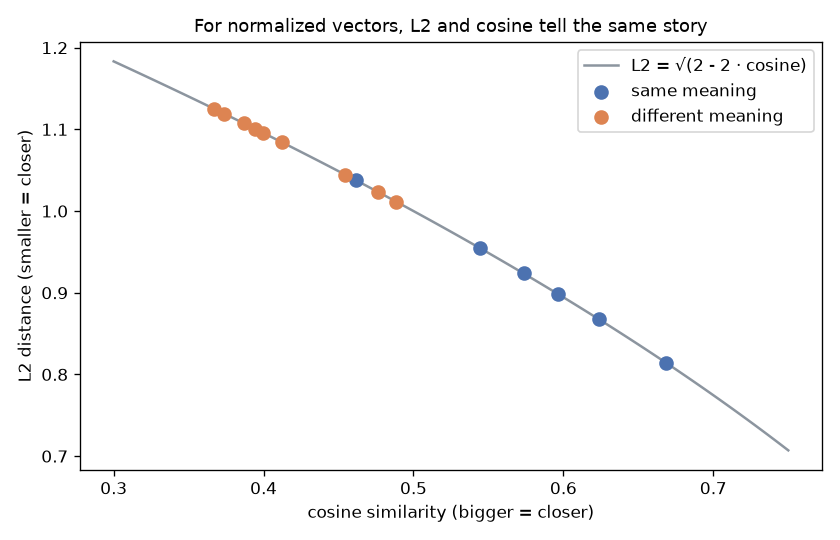 For normalized vectors, L2 and cosine tell the same story
L2 = √(2 - 2 · cosine)
same meaning
different meaning
L2 distance (smaller = closer)
1.2
1.1
1.0
0.9
0.8
0.7
0.3 0.4 0.5 0.6 0.7
cosine similarity (bigger = closer)